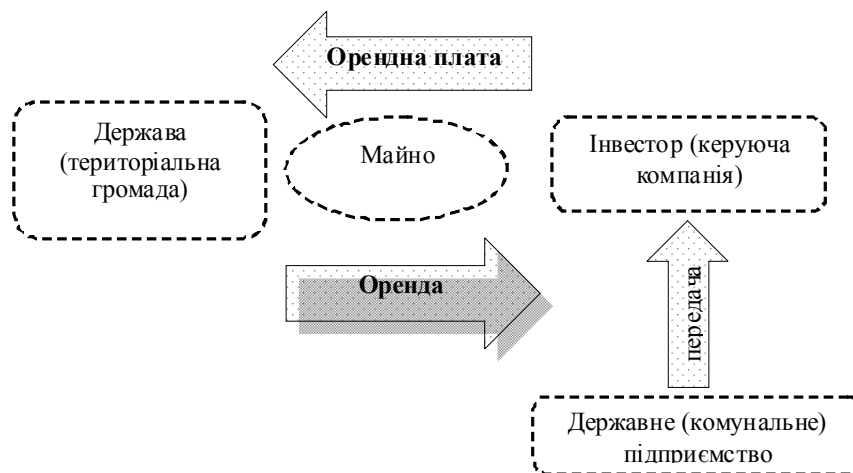 Орендна плата
Держава
(територіальна
громада)
Майно
Інвестор (керуюча
компанія)
Оренда
передача
Державне (комунальне)
підприємство